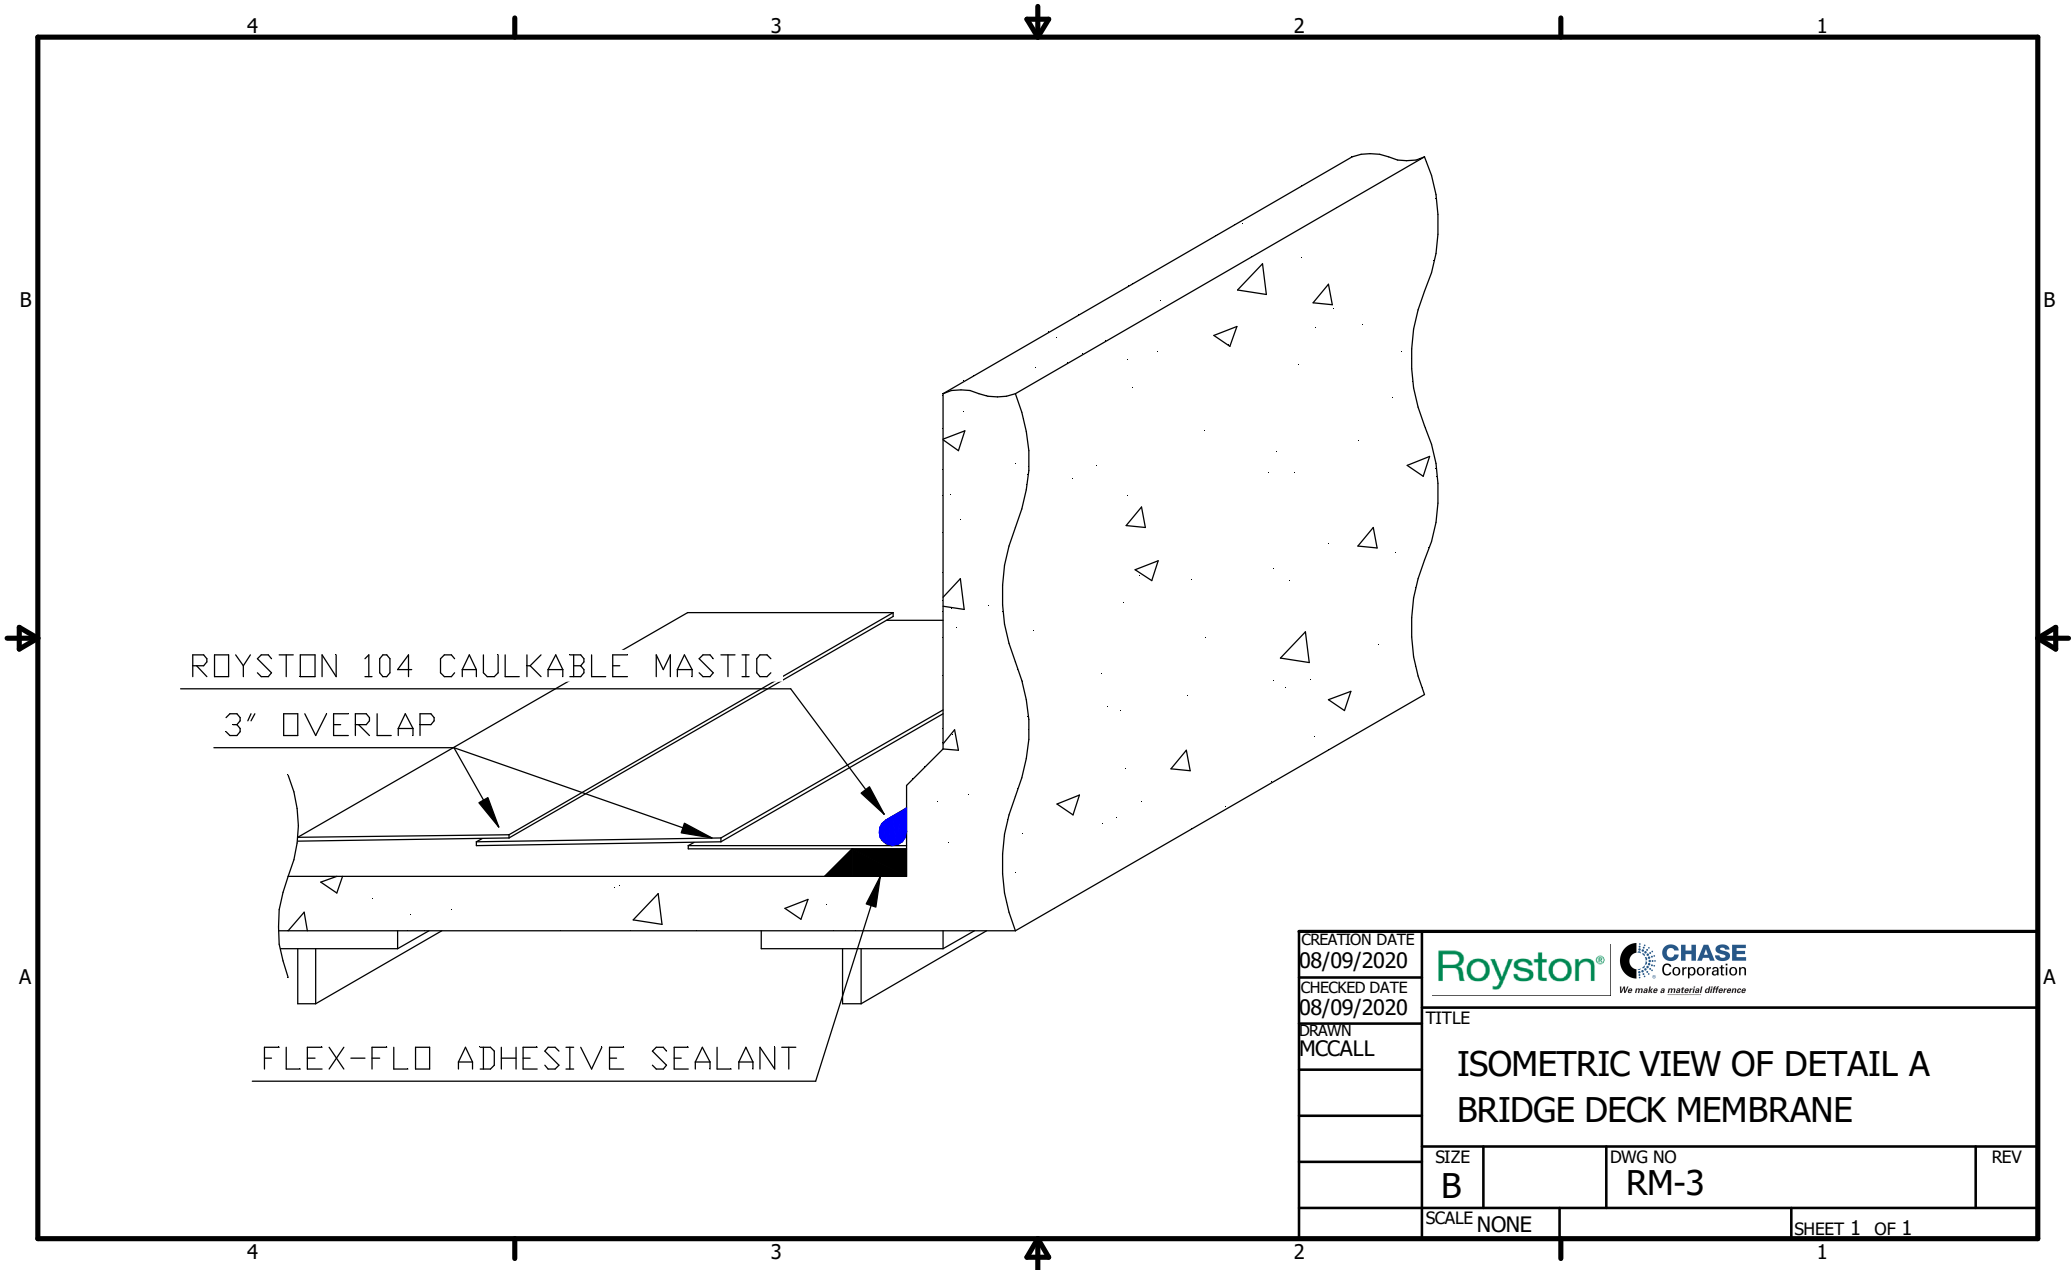 4 3 2 1
B B
ROYSTON 104 CAULKABLE MASTIC
3" OVERLAP
A A
FLEX-FLO ADHESIVE SEALANT
CREATION DATE
08/09/2020
CHECKED DATE
08/09/2020
DRAWN
MCCALL
Royston®
CHASE
Corporation
We make a material difference
TITLE
ISOMETRIC VIEW OF DETAIL A
BRIDGE DECK MEMBRANE
SIZE
B
DWG NO
RM-3
REV
SCALE NONE
SHEET 1 OF 1
4 3 2 1